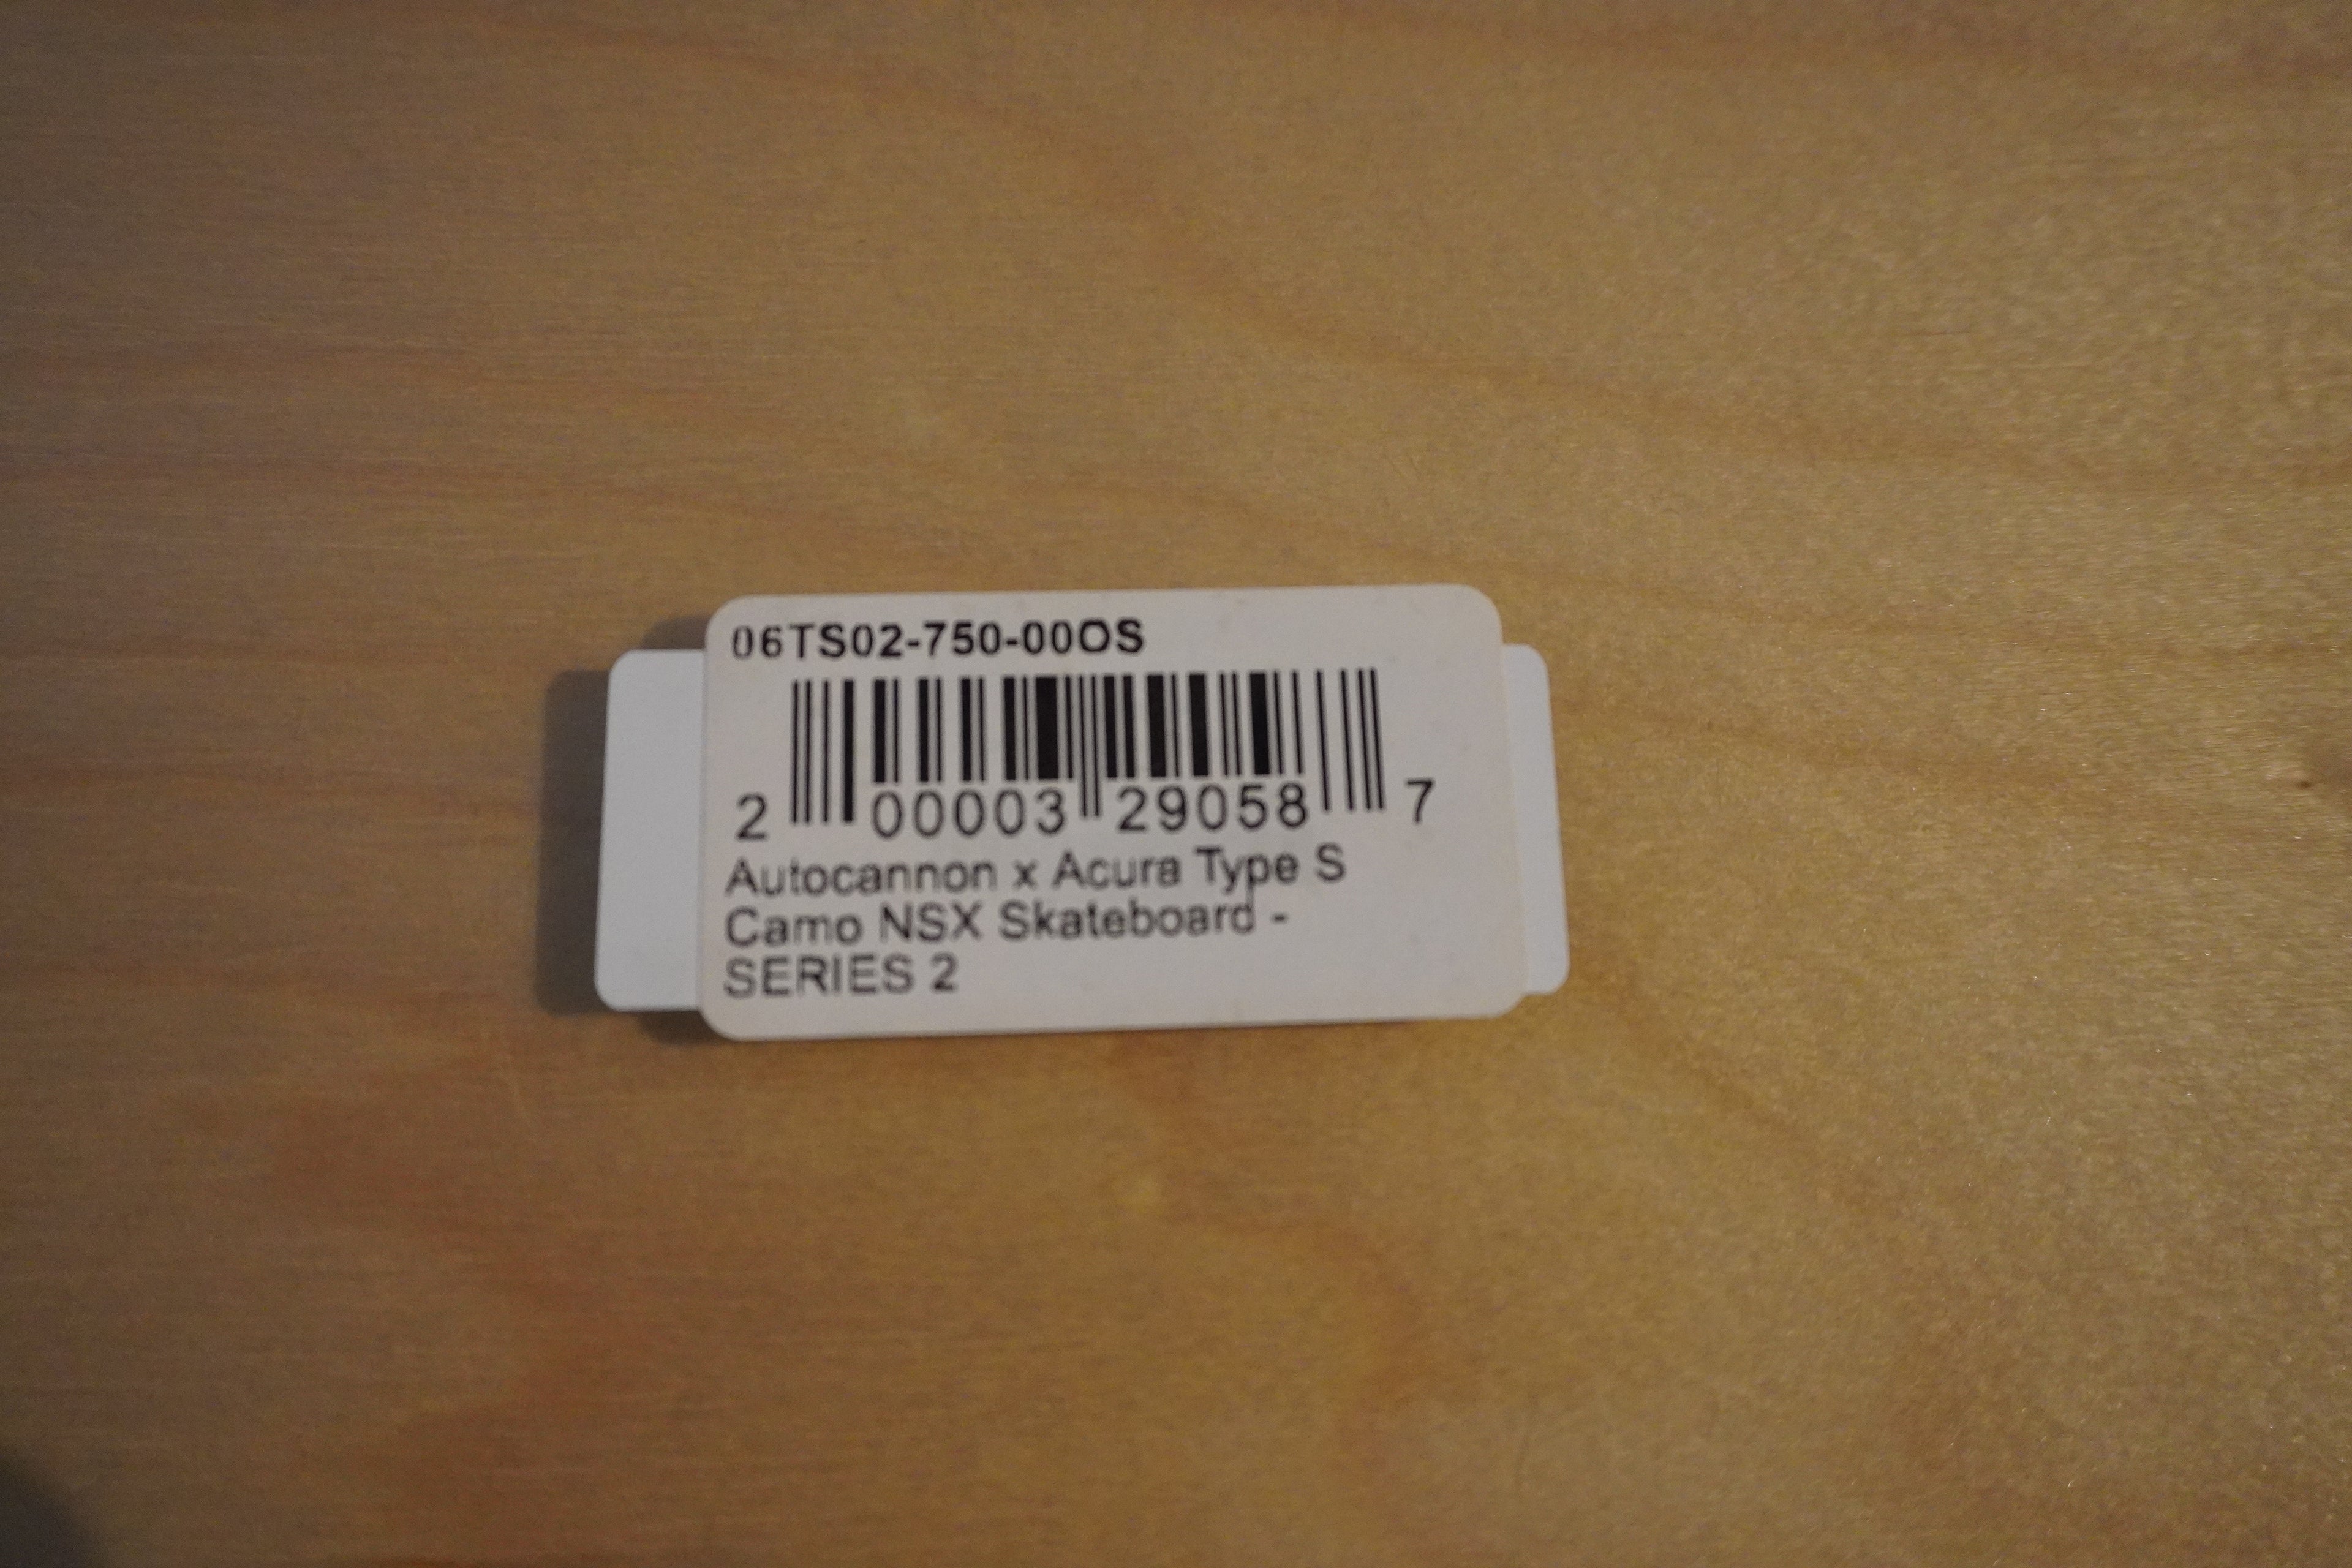 06TS02-750-00OS
2 00003 29058 7
Autocannon x Acura Type S
Camo NSX Skateboard -
SERIES 2